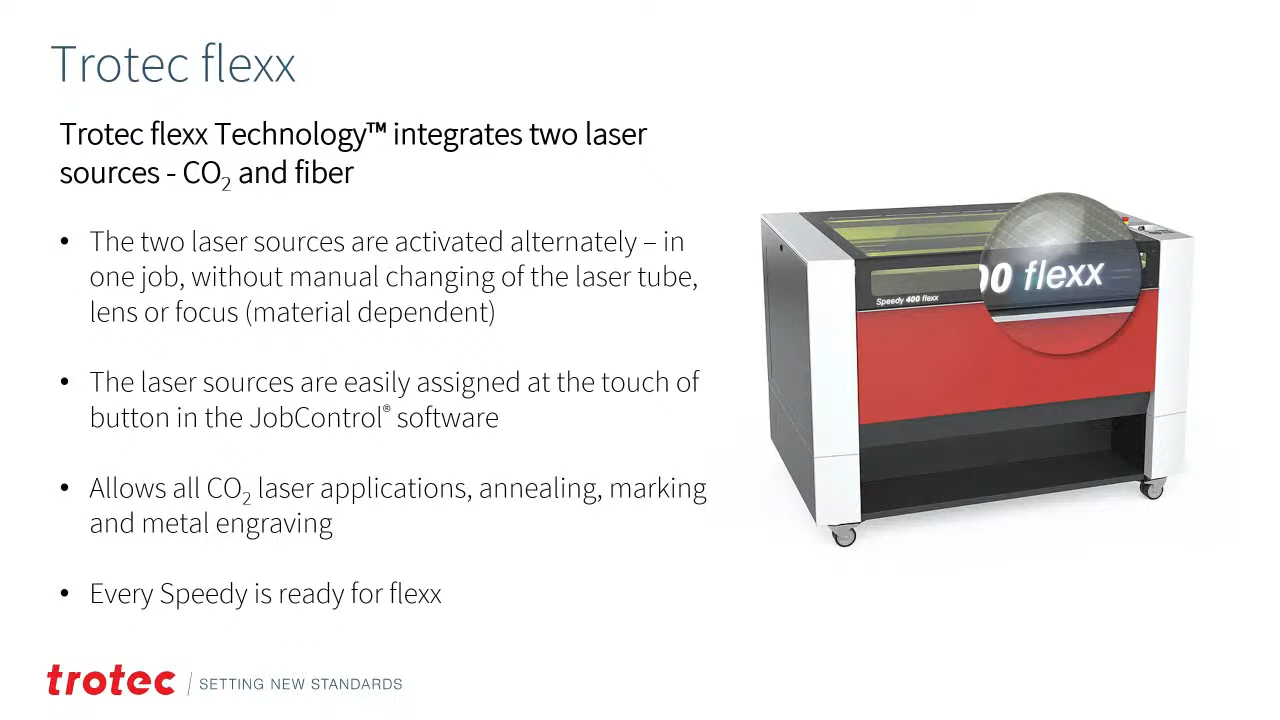 Trotec flexx
Trotec flexx Technology™ integrates two laser
sources - CO₂ and fiber
• The two laser sources are activated alternately – in
one job, without manual changing of the laser tube,
lens or focus (material dependent)
• The laser sources are easily assigned at the touch of
button in the JobControl® software
• Allows all CO₂ laser applications, annealing, marking
and metal engraving
• Every Speedy is ready for flexx
Speedy 400 flexx
00 flexx
trotec / SETTING NEW STANDARDS